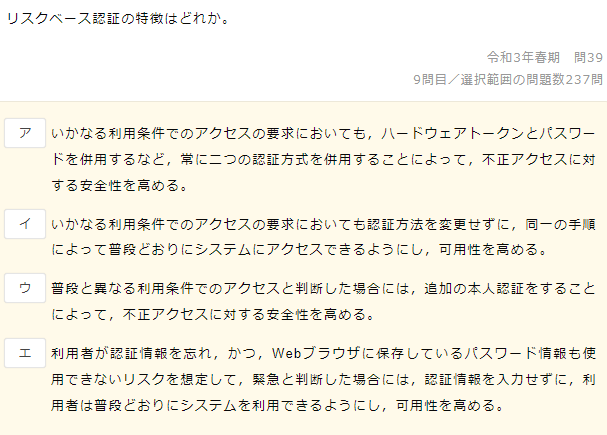 リスクベース認証の特徴はどれか。
令和3年春期　問39
9問目／選択範囲の問題数237問
ア
いかなる利用条件でのアクセスの要求においても，ハードウェアトークンとパスワー
ドを併用するなど，常に二つの認証方式を併用することによって，不正アクセスに対
する安全性を高める。
イ
いかなる利用条件でのアクセスの要求においても認証方法を変更せずに，同一の手順
によって普段どおりにシステムにアクセスできるようにし，可用性を高める。
ウ
普段と異なる利用条件でのアクセスと判断した場合には，追加の本人認証をすること
によって，不正アクセスに対する安全性を高める。
エ
利用者が認証情報を忘れ，かつ，Webブラウザに保存しているパスワード情報も使
用できないリスクを想定して，緊急と判断した場合には，認証情報を入力せずに，利
用者は普段どおりにシステムを利用できるようにし，可用性を高める。